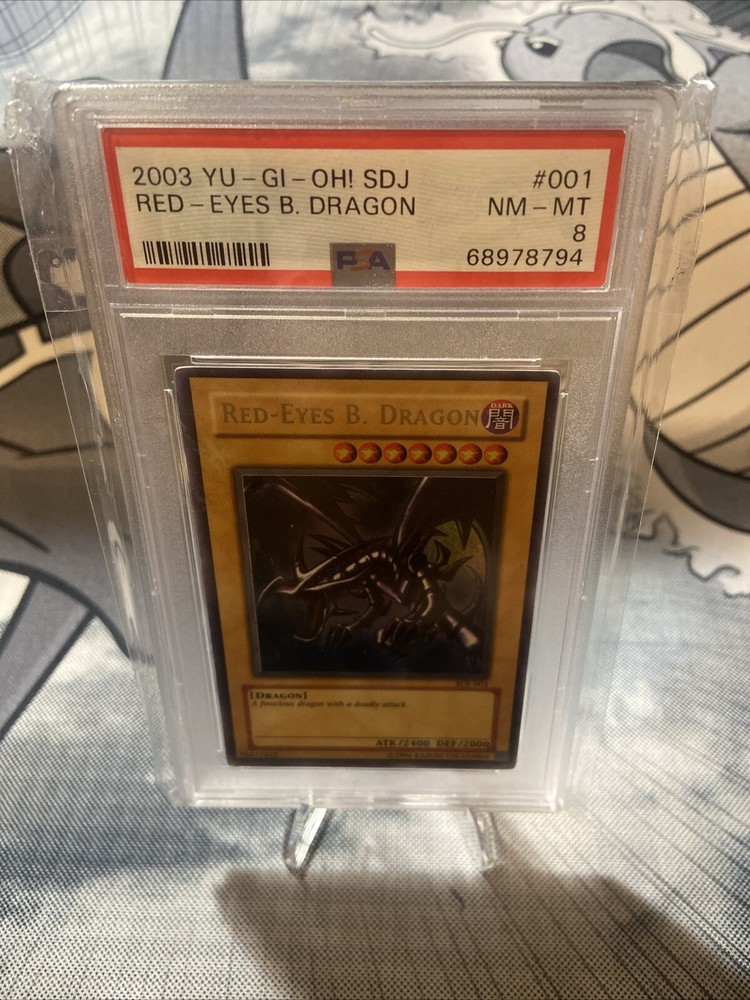 2003 YU-GI-OH! SDJ #001
RED-EYES B. DRAGON NM-MT
8
PSA 68978794
RED-EYES B. DRAGON
DARK
闇
[DRAGON]
A ferocious dragon with a deadly attack.
ATK/2400 DEF/2000